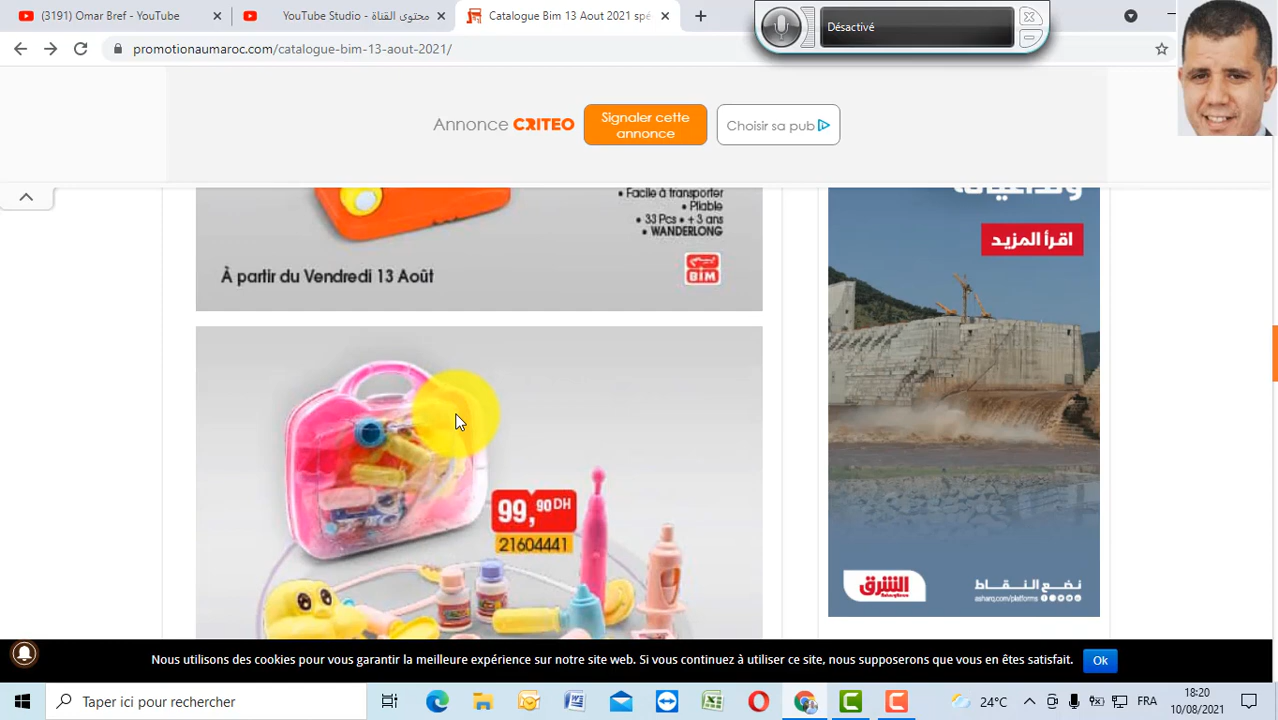 (3191) Omar Bref - YouTube
محتوى القناة - YouTube Studio
Catalogue Bim 13 Aout 2021 spé
Désactivé
promotionaumaroc.com/catalogue-bim-13-aout-2021/
Annonce CRITEO
Signaler cette
annonce
Choisir sa pub
• Facile à transporter
• Pliable
• 33 Pcs • + 3 ans
• WANDERLONG
À partir du Vendredi 13 Août
BİM
99,90 DH
21604441
اقرأ المزيد
الشرق
نضع النقاط
asharq.com/platforms
Nous utilisons des cookies pour vous garantir la meilleure expérience sur notre site web. Si vous continuez à utiliser ce site, nous supposerons que vous en êtes satisfait.
Ok
Taper ici pour rechercher
24°C
FRA
18:20
10/08/2021